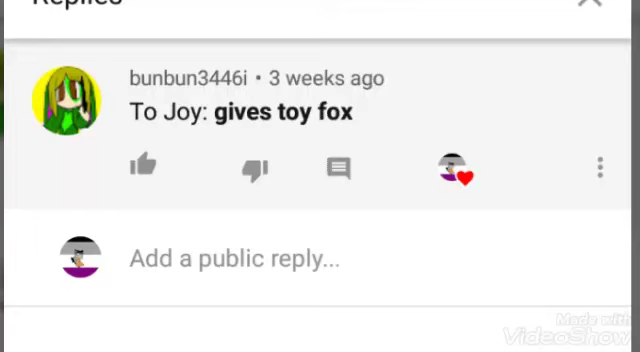 Replies
bunbun3446i • 3 weeks ago
To Joy: gives toy fox
Add a public reply...
Made with
VideoShow